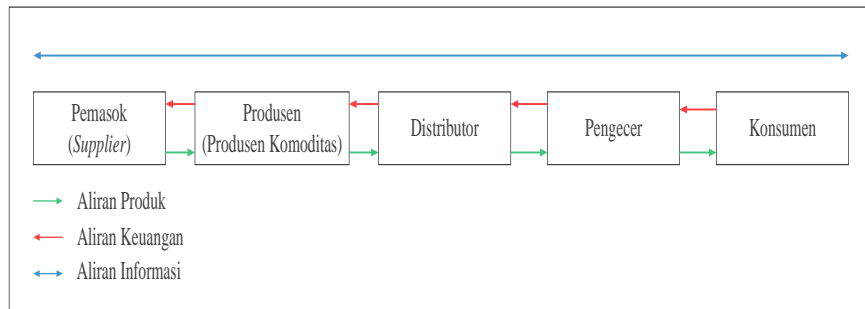 Pemasok
(Supplier)
Produsen
(Produsen Komoditas)
Distributor
Pengecer
Konsumen
Aliran Produk
Aliran Keuangan
Aliran Informasi